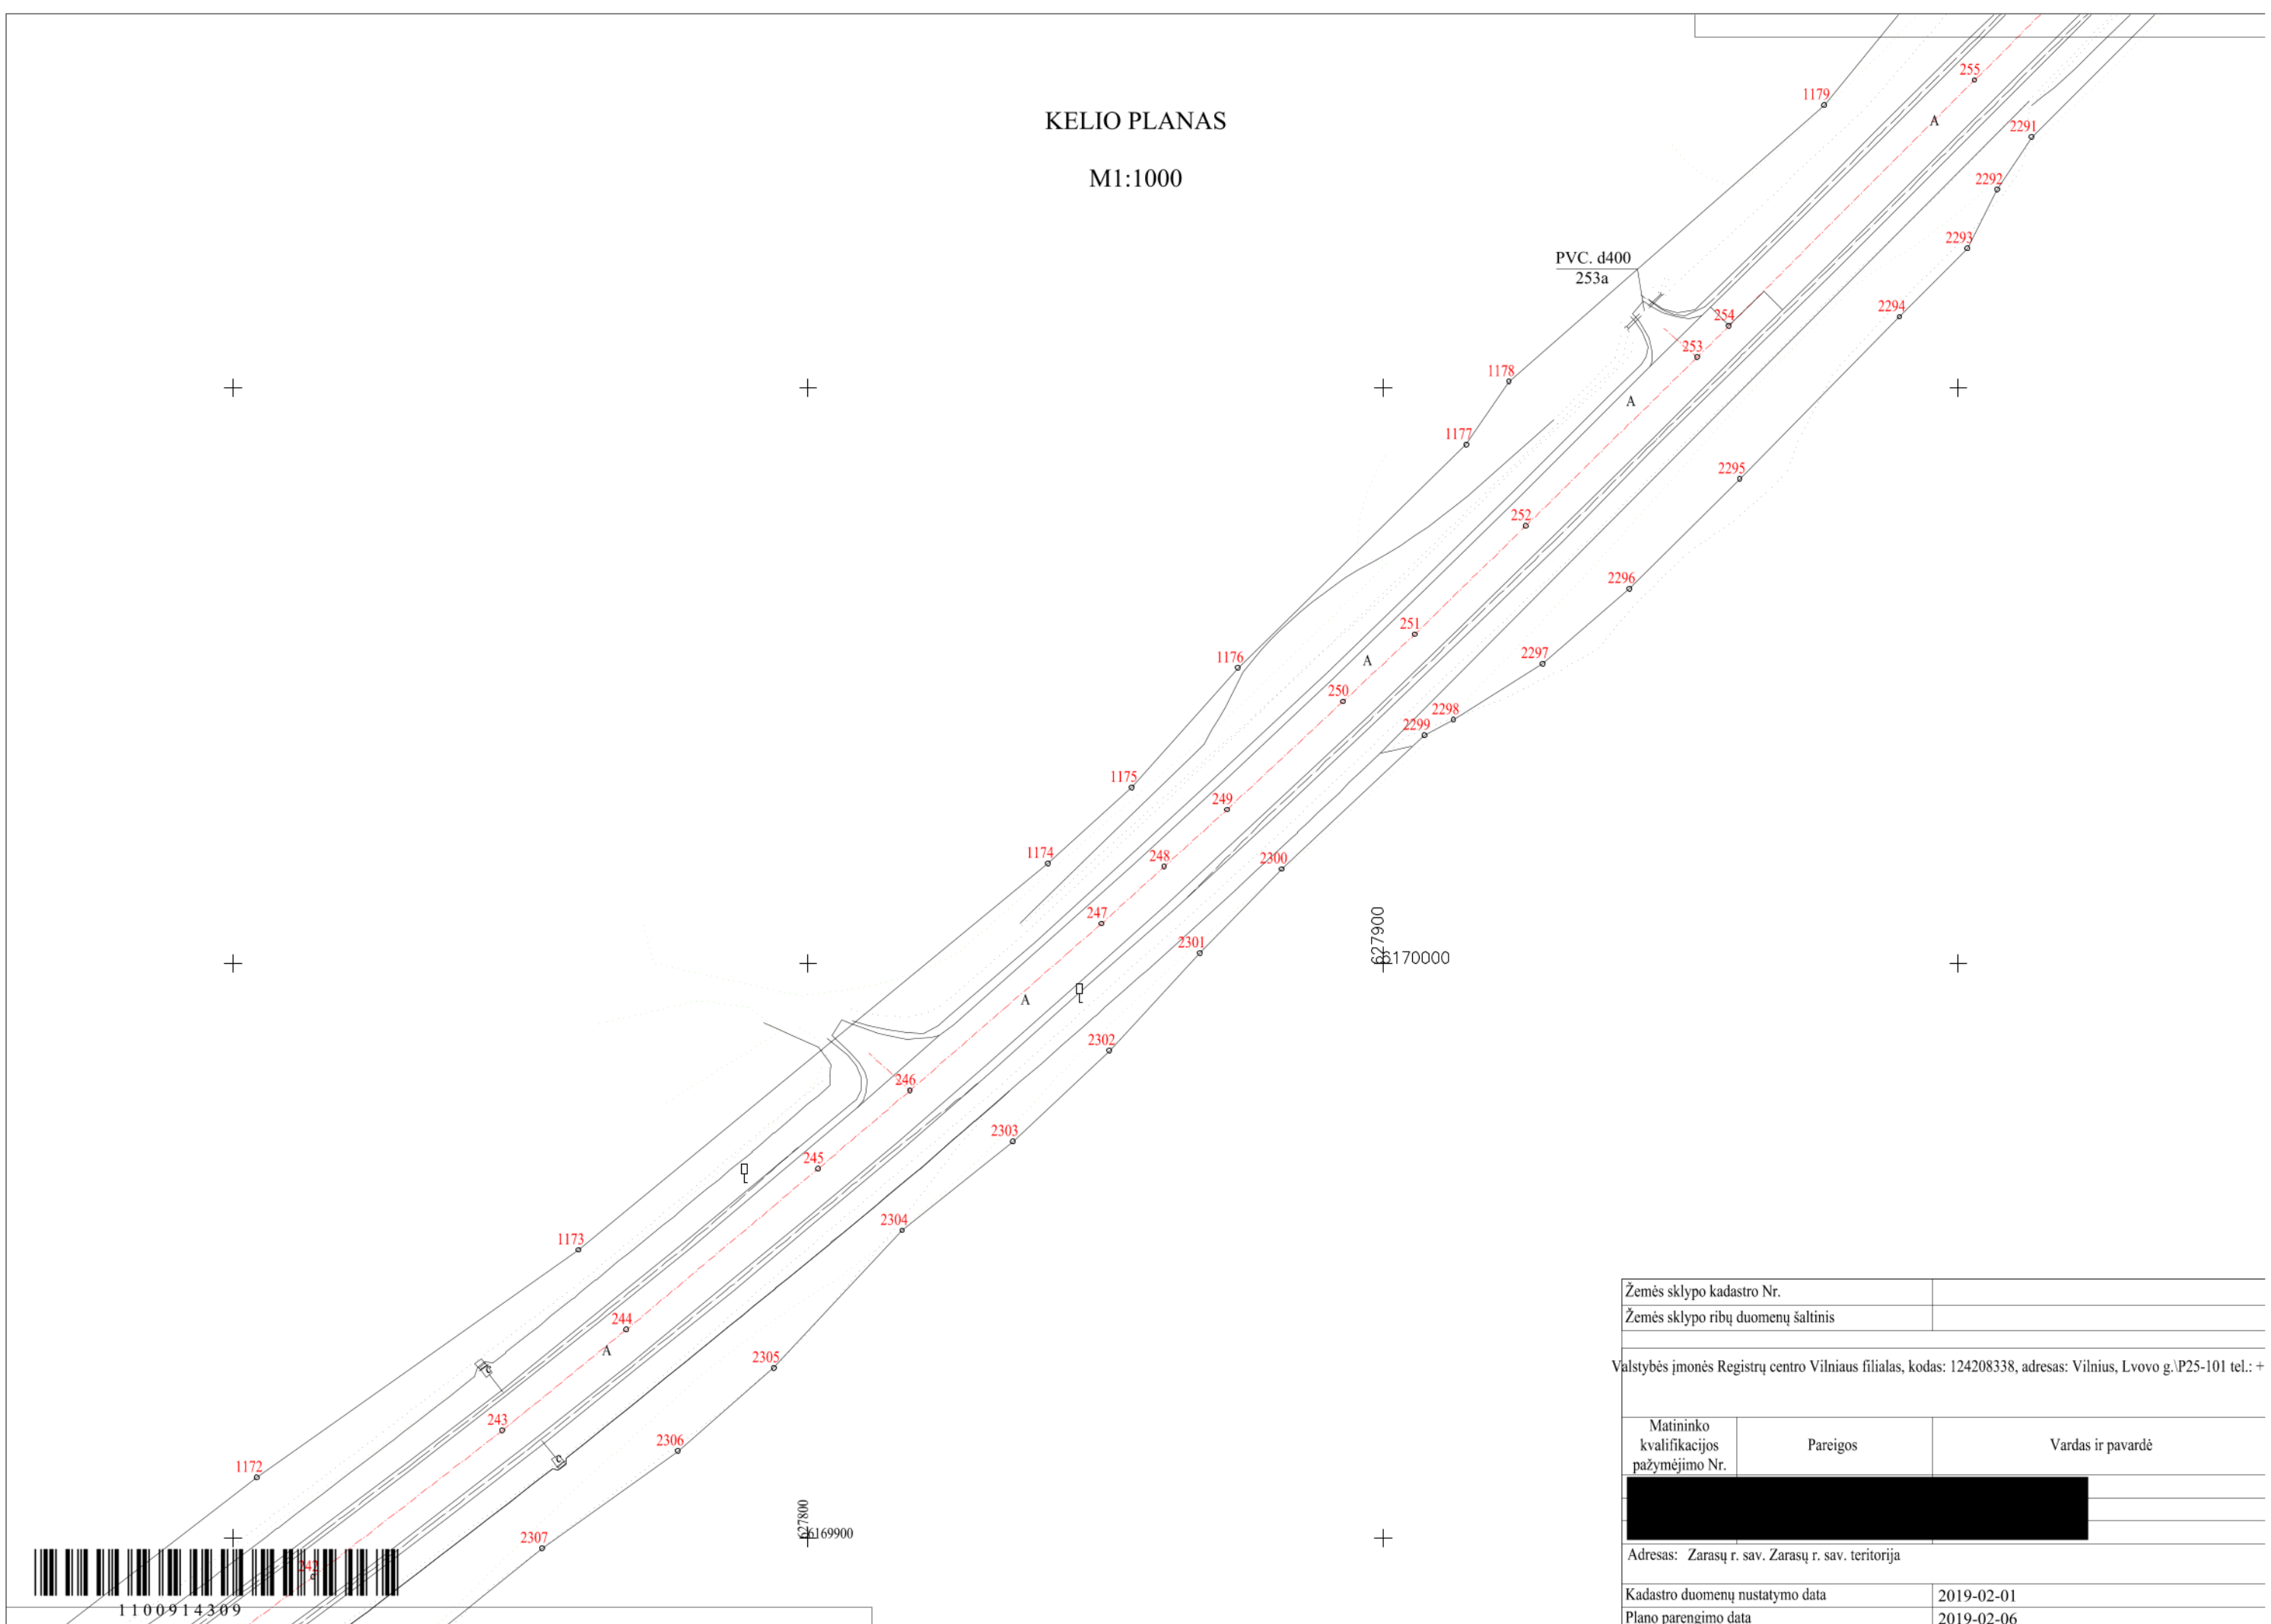 KELIO PLANAS
M1:1000
255
1179
A
2291
2292
2293
PVC. d400
253a
254
2294
253
1178
A
1177
2295
252
2296
251
A
1176
2297
250
2298
2299
1175
249
1174
248
2300
247
627900
6170000
2301
A
2302
246
2303
245
2304
1173
244
A
2305
243
2306
1172
627800
6169900
2307
242
1100914309
Žemės sklypo kadastro Nr.
Žemės sklypo ribų duomenų šaltinis
Valstybės įmonės Registrų centro Vilniaus filialas, kodas: 124208338, adresas: Vilnius, Lvovo g.\P25-101 tel.: +
Matininko kvalifikacijos pažymėjimo Nr.
Pareigos
Vardas ir pavardė
Adresas: Zarasų r. sav. Zarasų r. sav. teritorija
Kadastro duomenų nustatymo data 2019-02-01
Plano parengimo data 2019-02-06